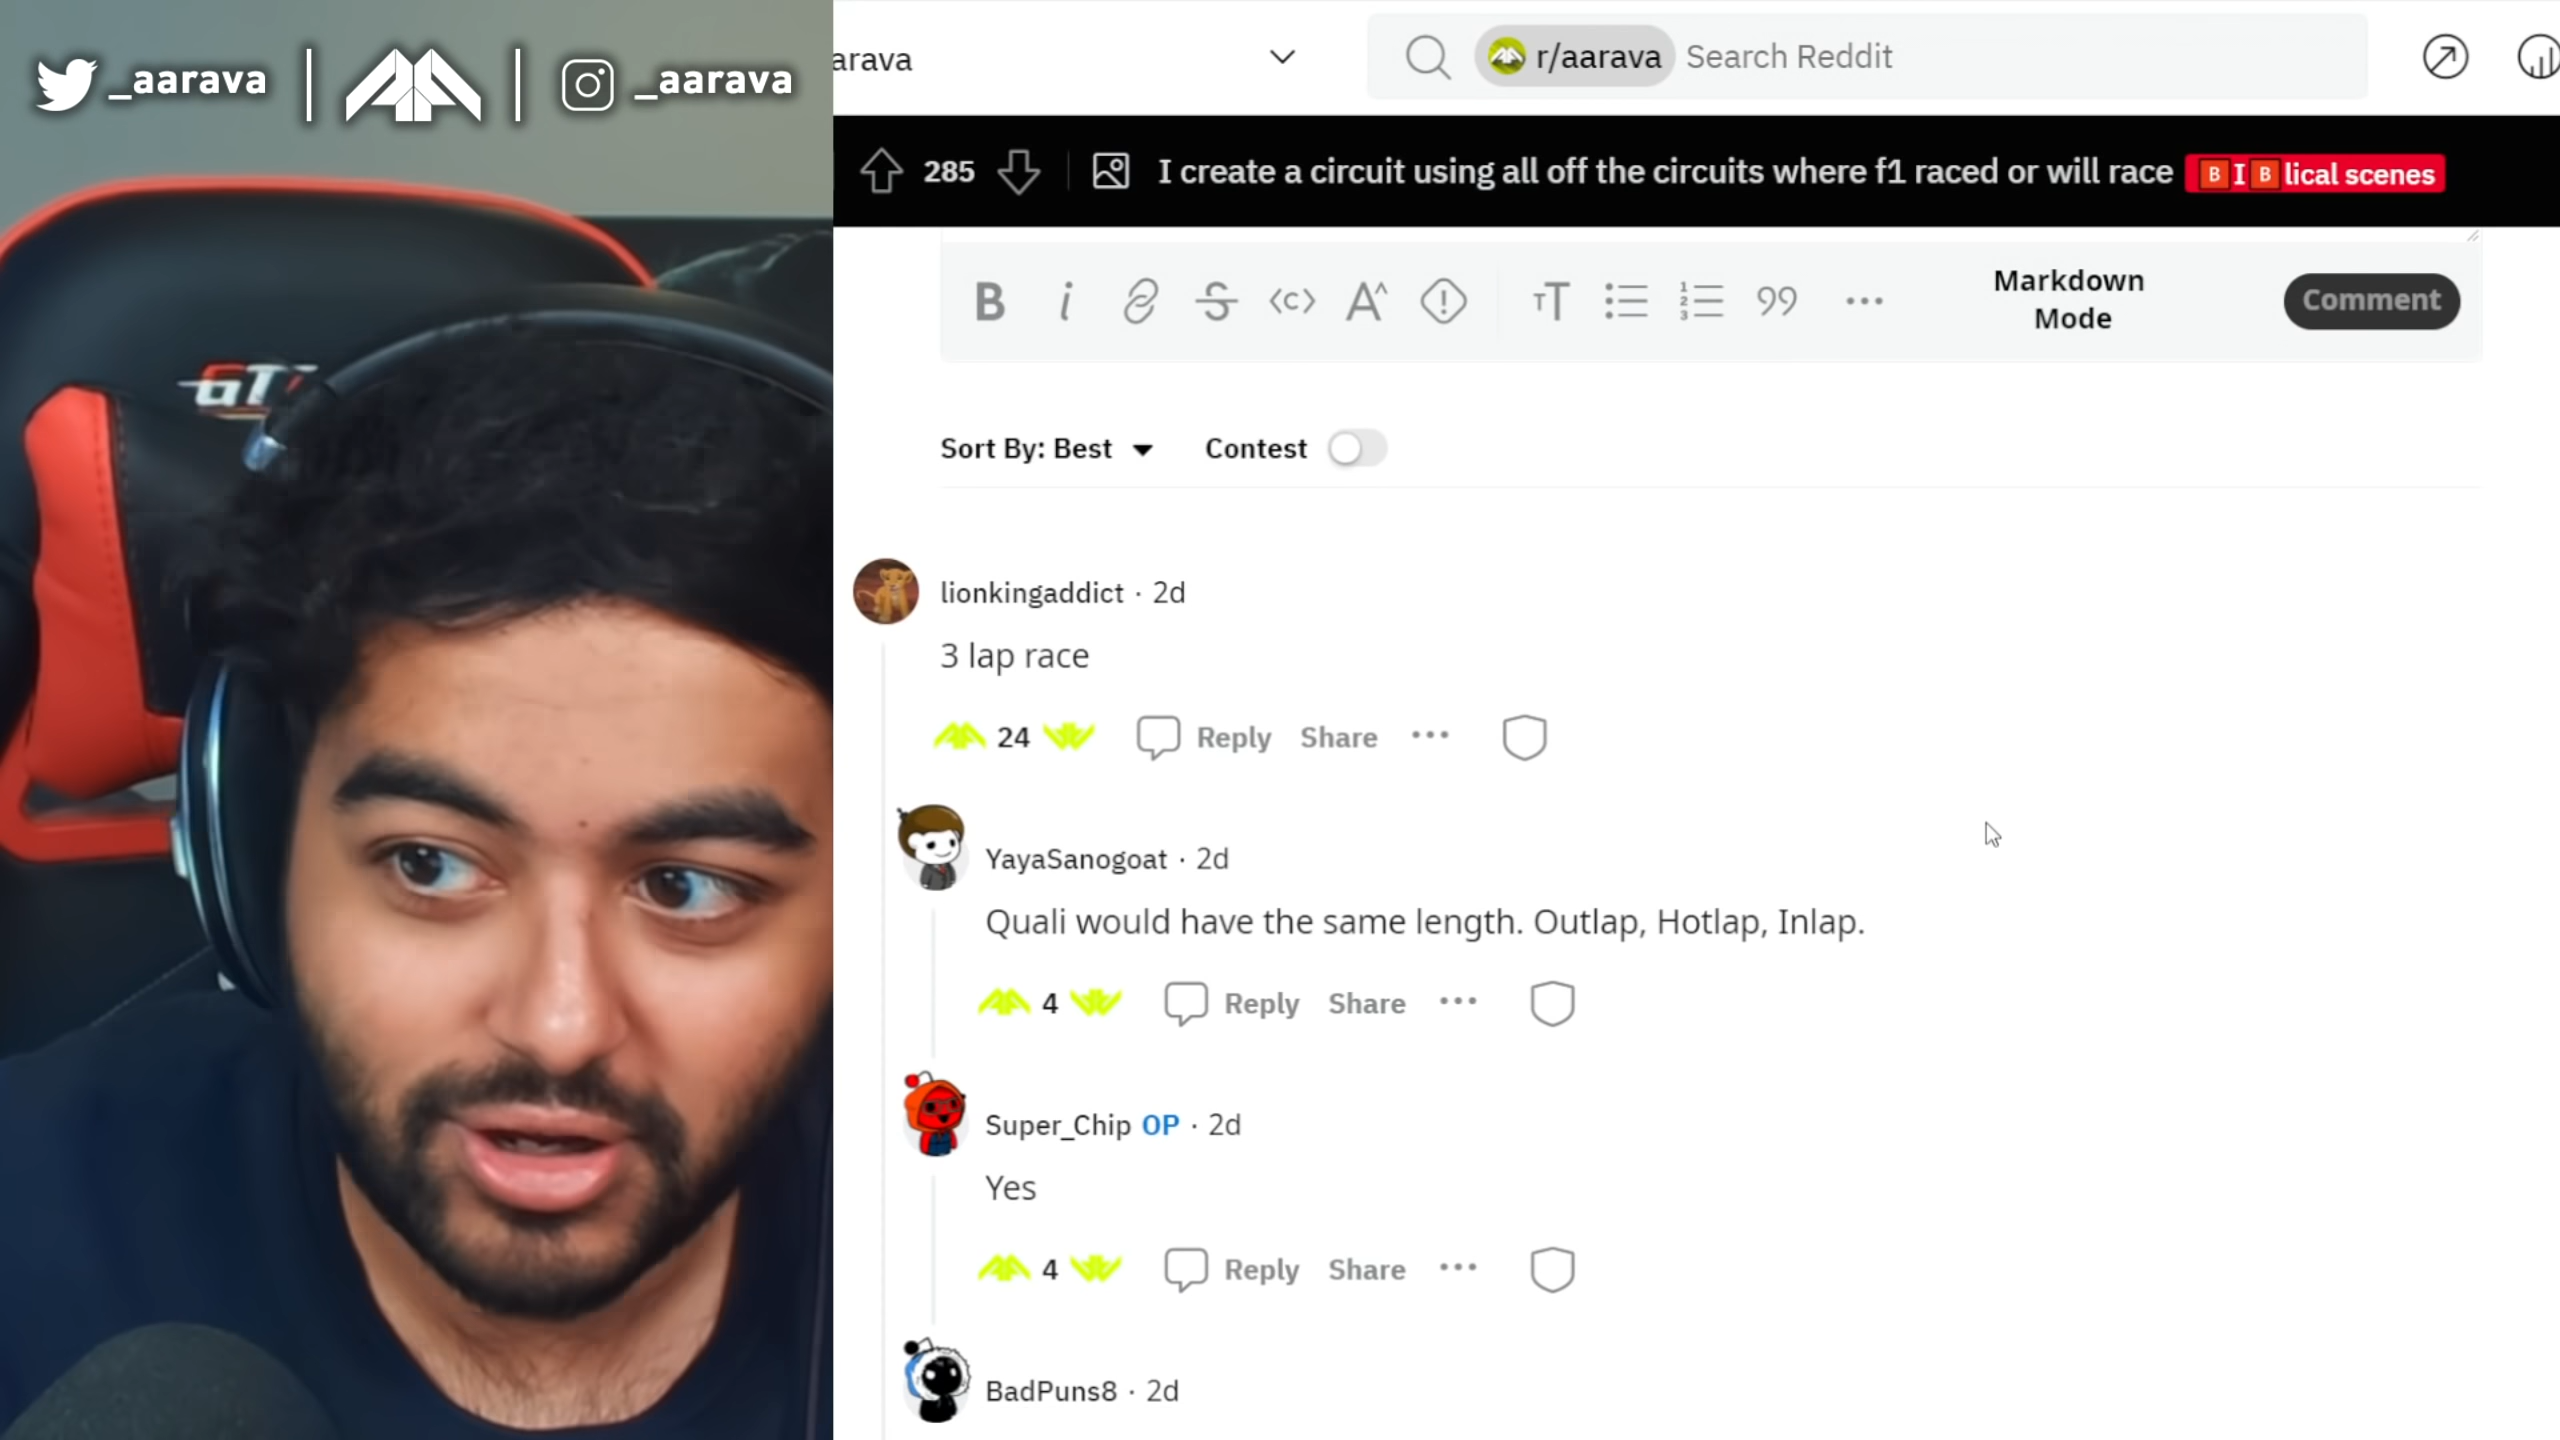 _aarava | | _aarava
GT
arava
r/aarava Search Reddit
285 I create a circuit using all off the circuits where f1 raced or will race B I B lical scenes
B i S <c> A^ TT 99 ...
Markdown
Mode
Comment
Sort By: Best Contest
lionkingaddict · 2d
3 lap race
24 Reply Share ...
YayaSanogoat · 2d
Quali would have the same length. Outlap, Hotlap, Inlap.
4 Reply Share ...
Super_Chip OP · 2d
Yes
4 Reply Share ...
BadPuns8 · 2d